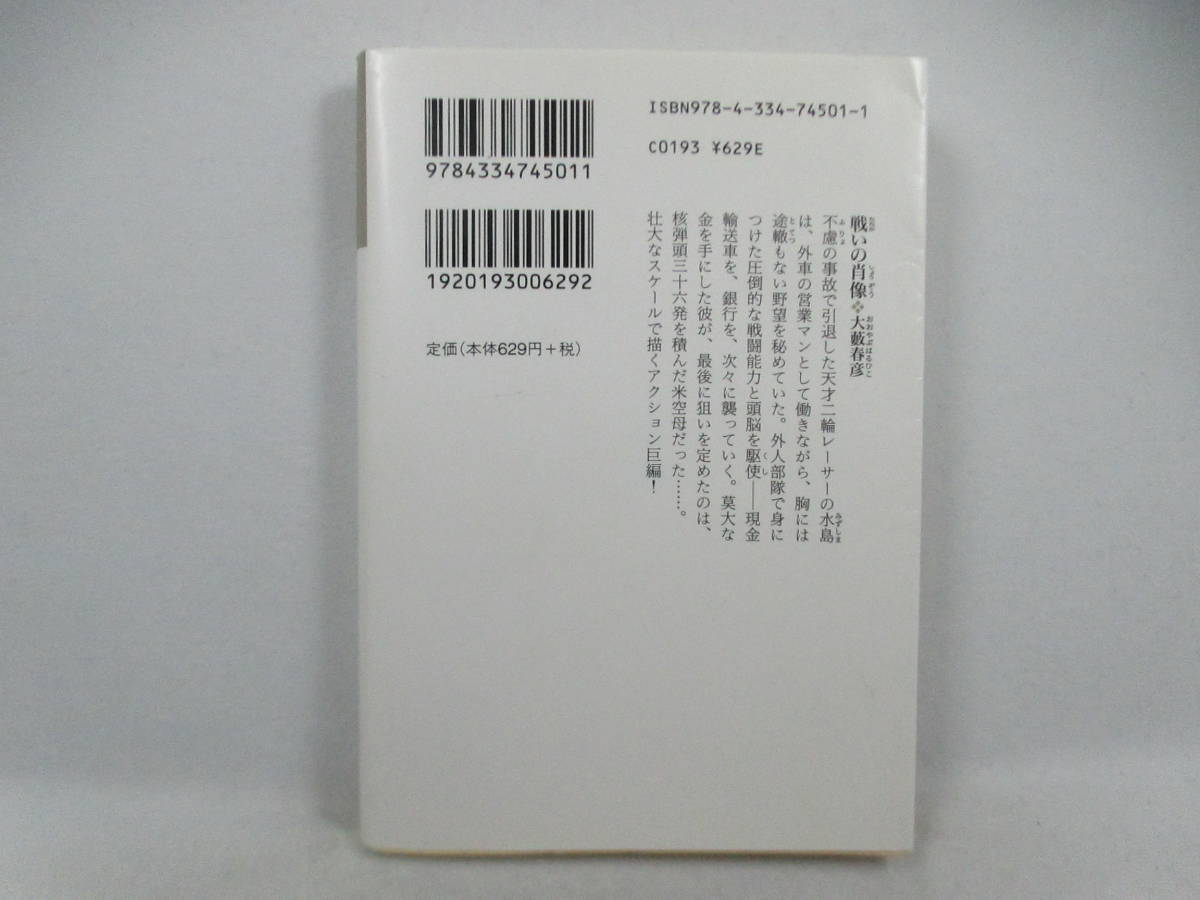 ISBN978-4-334-74501-1
C0193 ¥629E
9784334745011
1920193006292
定価(本体629円+税)
戦いの肖像❖大藪春彦
不慮の事故で引退した天才二輪レーサーの水島
は、外車の営業マンとして働きながら、胸には
途轍もない野望を秘めていた。外人部隊で身に
つけた圧倒的な戦闘能力と頭脳を駆使――現金
輸送車を、銀行を、次々に襲っていく。莫大な
金を手にした彼が、最後に狙いを定めたのは、
核弾頭三十六発を積んだ米空母だった……。
壮大なスケールで描くアクション巨編！